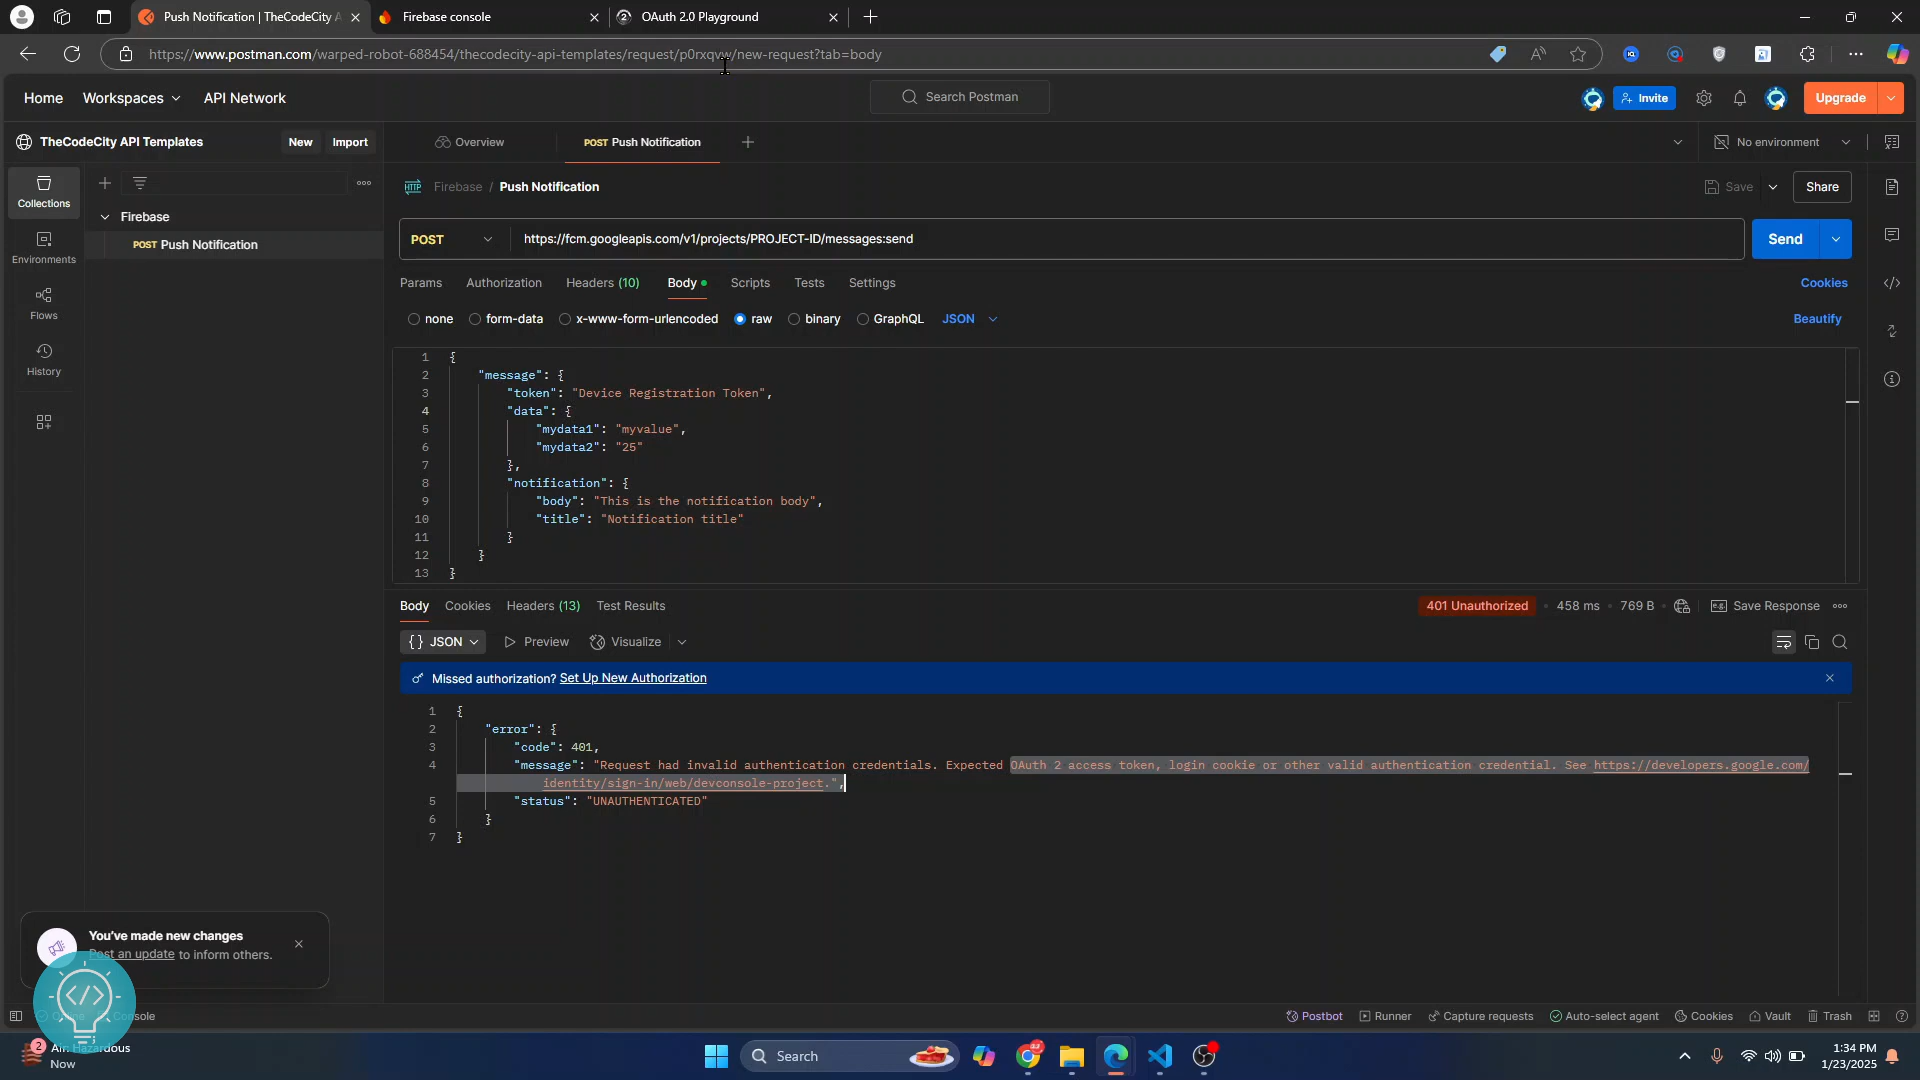 Push Notification | TheCodeCity A
Firebase console
OAuth 2.0 Playground
https://www.postman.com/warped-robot-688454/thecodecity-api-templates/request/p0rxqvw/new-request?tab=body
Home
Workspaces
API Network
Search Postman
Invite
Upgrade
TheCodeCity API Templates
New
Import
Overview
POST Push Notification
No environment
Collections
Environments
Flows
History
Firebase
POST Push Notification
HTTP
Firebase / Push Notification
Save
Share
POST
https://fcm.googleapis.com/v1/projects/PROJECT-ID/messages:send
Send
Params
Authorization
Headers (10)
Body
Scripts
Tests
Settings
Cookies
none
form-data
x-www-form-urlencoded
raw
binary
GraphQL
JSON
Beautify
1 {
2 "message": {
3 "token": "Device Registration Token",
4 "data": {
5 "mydata1": "myvalue",
6 "mydata2": "25"
7 },
8 "notification": {
9 "body": "This is the notification body",
10 "title": "Notification title"
11 }
12 }
13 }
Body
Cookies
Headers (13)
Test Results
401 Unauthorized
458 ms
769 B
Save Response
{} JSON
Preview
Visualize
Missed authorization? Set Up New Authorization
1 {
2 "error": {
3 "code": 401,
4 "message": "Request had invalid authentication credentials. Expected OAuth 2 access token, login cookie or other valid authentication credential. See https://developers.google.com/
identity/sign-in/web/devconsole-project.",
5 "status": "UNAUTHENTICATED"
6 }
7 }
You've made new changes
Post an update to inform others.
Console
Postbot
Runner
Capture requests
Auto-select agent
Cookies
Vault
Trash
2
Now
Search
1:34 PM
1/23/2025